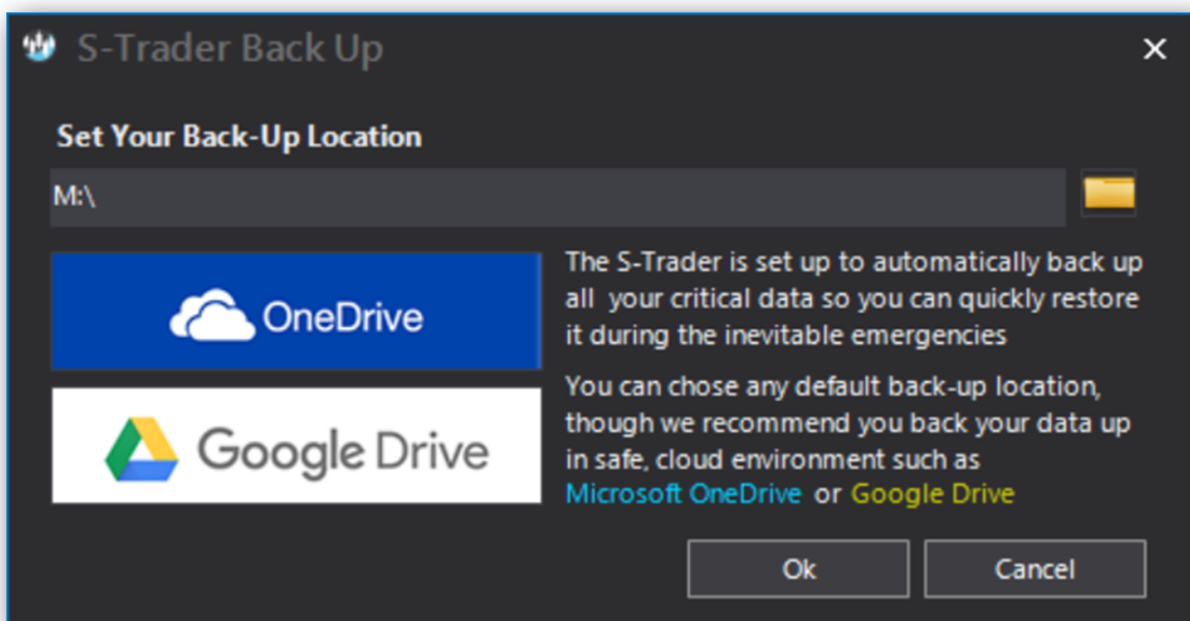 S-Trader Back Up
Set Your Back-Up Location
M:\
OneDrive
The S-Trader is set up to automatically back up
all your critical data so you can quickly restore
it during the inevitable emergencies
Google Drive
You can chose any default back-up location,
though we recommend you back your data up
in safe, cloud environment such as
Microsoft OneDrive or Google Drive
Ok
Cancel